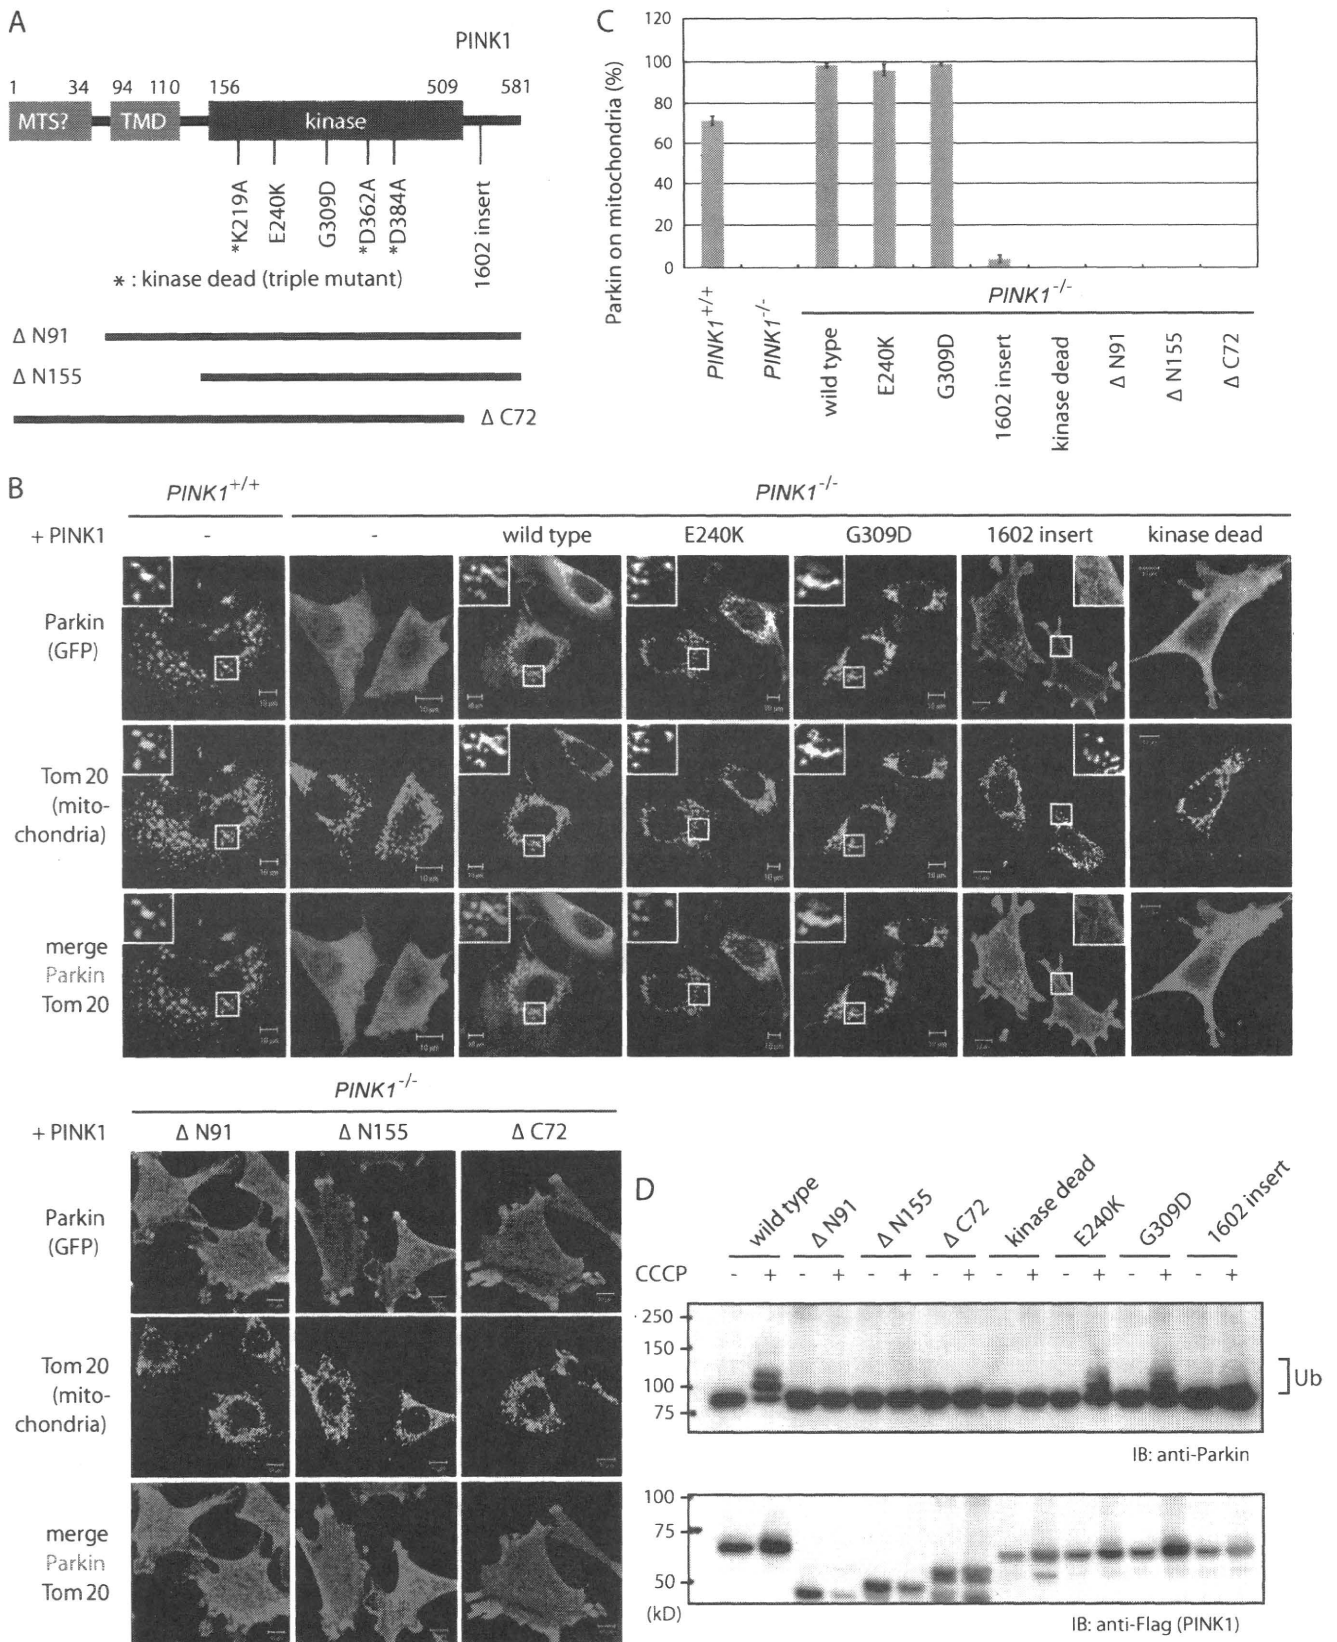 A
PINK1
1 34 94 110 156 509 581
MTS? TMD kinase
*K219A
E240K
G309D
*D362A
*D384A
1602 insert
* : kinase dead (triple mutant)
Δ N91
Δ N155
Δ C72
C
Parkin on mitochondria (%)
120
100
80
60
40
20
0
PINK1+/+
PINK1-/-
PINK1-/-
wild type
E240K
G309D
1602 insert
kinase dead
Δ N91
Δ N155
Δ C72
B
PINK1+/+ PINK1-/-
+ PINK1 - - wild type E240K G309D 1602 insert kinase dead
Parkin
(GFP)
Tom 20
(mito-
chondria)
merge
Parkin
Tom 20
PINK1-/-
+ PINK1 Δ N91 Δ N155 Δ C72
Parkin
(GFP)
Tom 20
(mito-
chondria)
merge
Parkin
Tom 20
D
wild type
Δ N91
Δ N155
Δ C72
kinase dead
E240K
G309D
1602 insert
CCCP - + - + - + - + - + - + - + - +
250
150
100
75
Ub
IB: anti-Parkin
100
75
50
(kD)
IB: anti-Flag (PINK1)